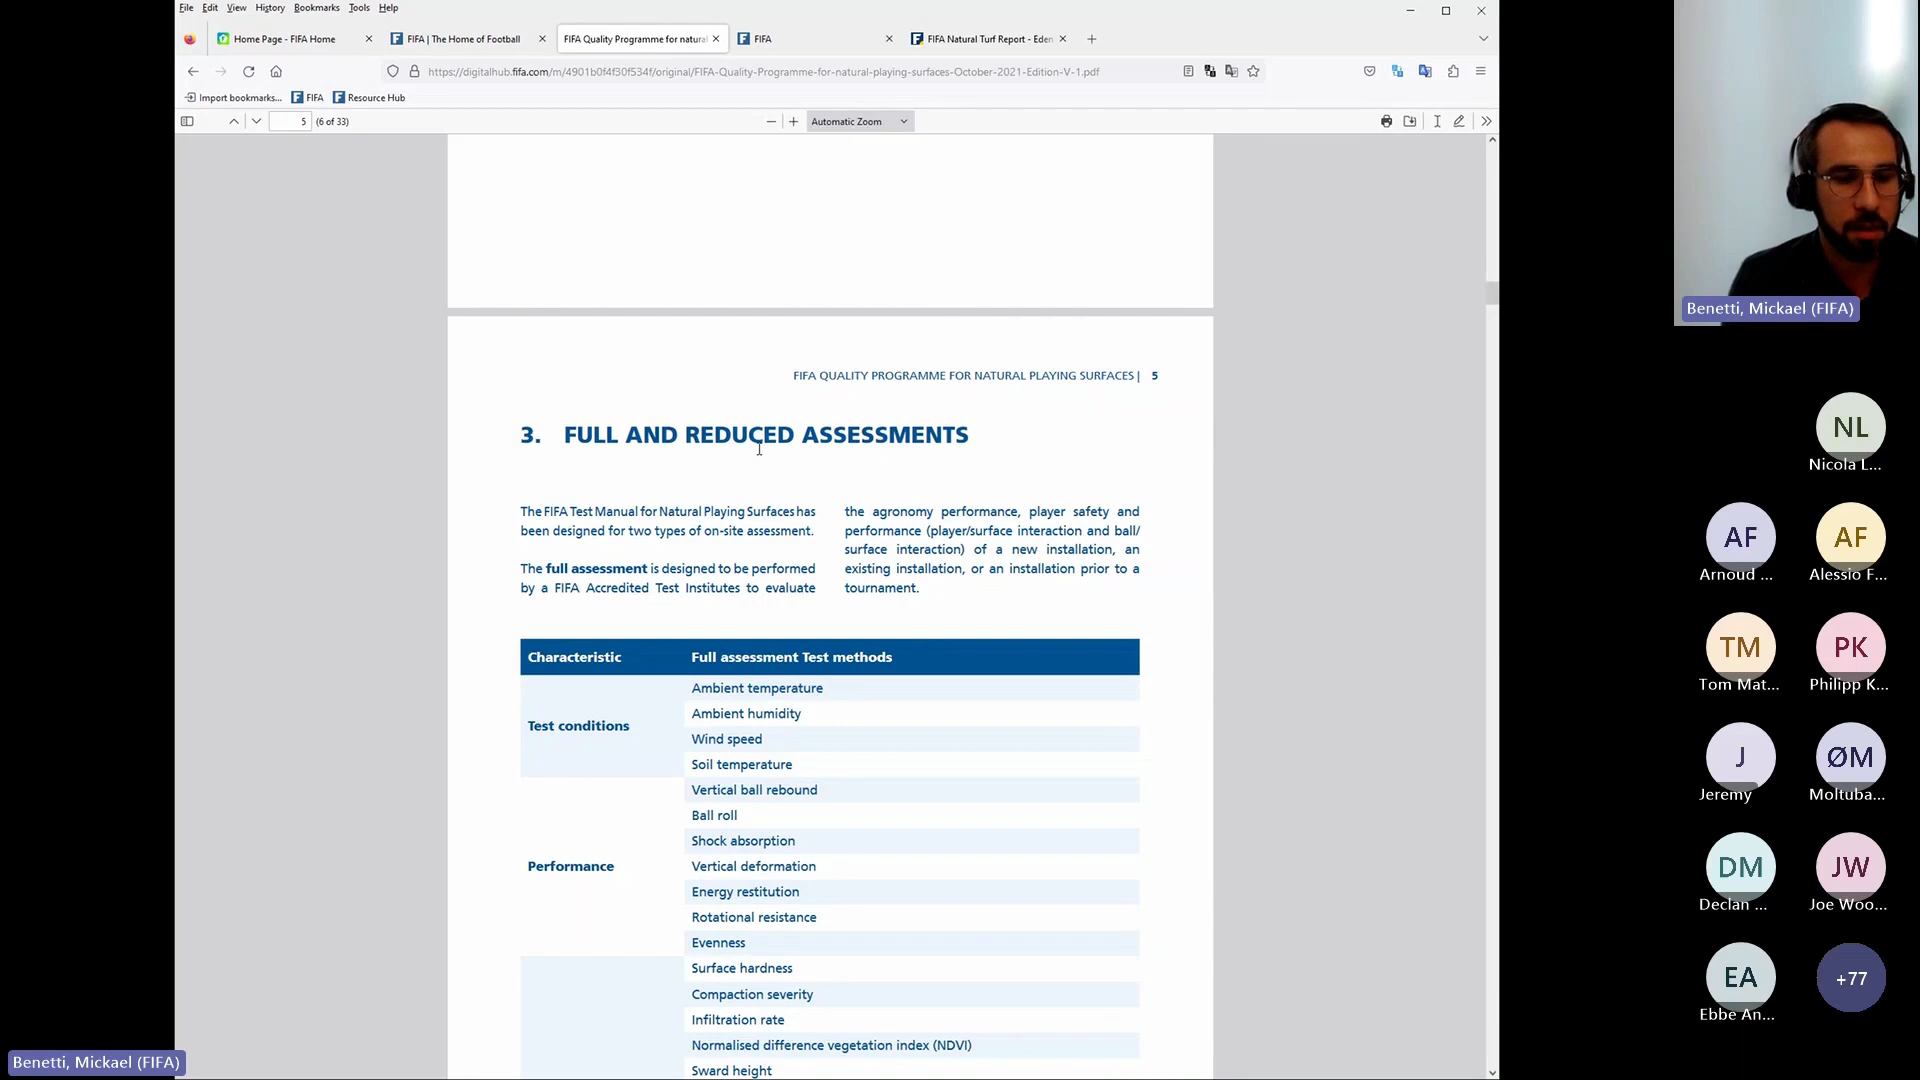 File Edit View History Bookmarks Tools Help
Home Page - FIFA Home
FIFA | The Home of Football
FIFA Quality Programme for natural
FIFA
FIFA Natural Turf Report - Eden
https://digitalhub.fifa.com/m/4901b0f4f30f534f/original/FIFA-Quality-Programme-for-natural-playing-surfaces-October-2021-Edition-V-1.pdf
Import bookmarks... FIFA Resource Hub
5 (6 of 33)
Automatic Zoom
FIFA QUALITY PROGRAMME FOR NATURAL PLAYING SURFACES | 5
3. FULL AND REDUCED ASSESSMENTS
The FIFA Test Manual for Natural Playing Surfaces has
been designed for two types of on-site assessment.
The full assessment is designed to be performed
by a FIFA Accredited Test Institutes to evaluate
the agronomy performance, player safety and
performance (player/surface interaction and ball/
surface interaction) of a new installation, an
existing installation, or an installation prior to a
tournament.
Characteristic Full assessment Test methods
Test conditions
Ambient temperature
Ambient humidity
Wind speed
Soil temperature
Performance
Vertical ball rebound
Ball roll
Shock absorption
Vertical deformation
Energy restitution
Rotational resistance
Evenness
Surface hardness
Compaction severity
Infiltration rate
Normalised difference vegetation index (NDVI)
Sward height
Benetti, Mickael (FIFA)
NL
Nicola L...
AF
Arnoud ...
AF
Alessio F...
TM
Tom Mat...
PK
Philipp K...
J
Jeremy
ØM
Moltuba...
DM
Declan ...
JW
Joe Woo...
EA
Ebbe An...
+77
Benetti, Mickael (FIFA)